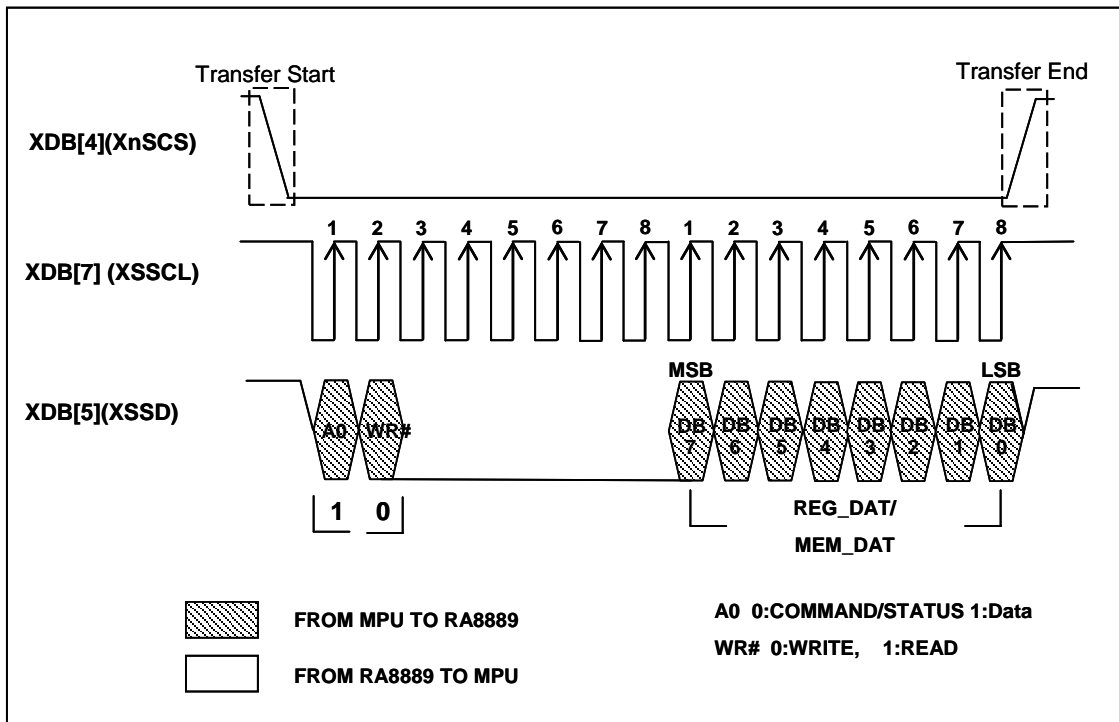 Transfer Start
Transfer End
XDB[4](XnSCS)
1 2 3 4 5 6 7 8 1 2 3 4 5 6 7 8
XDB[7] (XSSCL)
MSB LSB
XDB[5](XSSD)
A0 WR# DB DB DB DB DB DB DB DB
7 6 5 4 3 2 1 0
1 0
REG_DAT/
MEM_DAT
FROM MPU TO RA8889
A0 0:COMMAND/STATUS 1:Data
WR# 0:WRITE, 1:READ
FROM RA8889 TO MPU